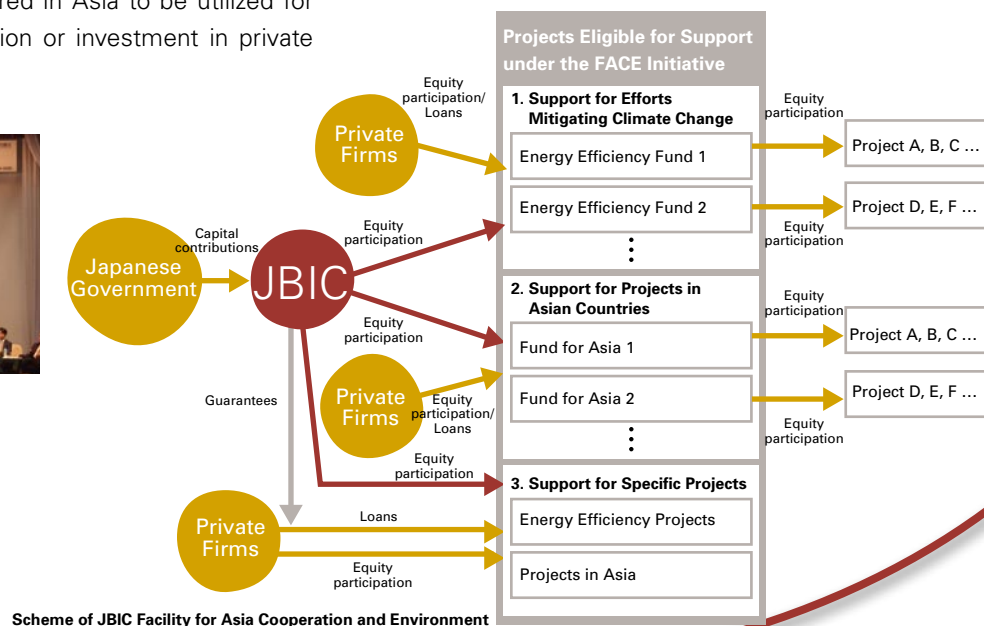 red in Asia to be utilized for
ion or investment in private
Projects Eligible for Support
under the FACE Initiative
1. Support for Efforts
Mitigating Climate Change
Energy Efficiency Fund 1
Energy Efficiency Fund 2
⋮
2. Support for Projects in
Asian Countries
Fund for Asia 1
Fund for Asia 2
⋮
3. Support for Specific Projects
Energy Efficiency Projects
Projects in Asia
Equity
participation/
Loans
Private
Firms
Japanese
Government
Capital
contributions
JBIC
Equity
participation
Equity
participation
Guarantees
Private
Firms
Equity
participation/
Loans
Equity
participation
Private
Firms
Loans
Equity
participation
Equity
participation
Project A, B, C ...
Project D, E, F ...
Equity
participation
Equity
participation
Project A, B, C ...
Project D, E, F ...
Equity
participation
Scheme of JBIC Facility for Asia Cooperation and Environment